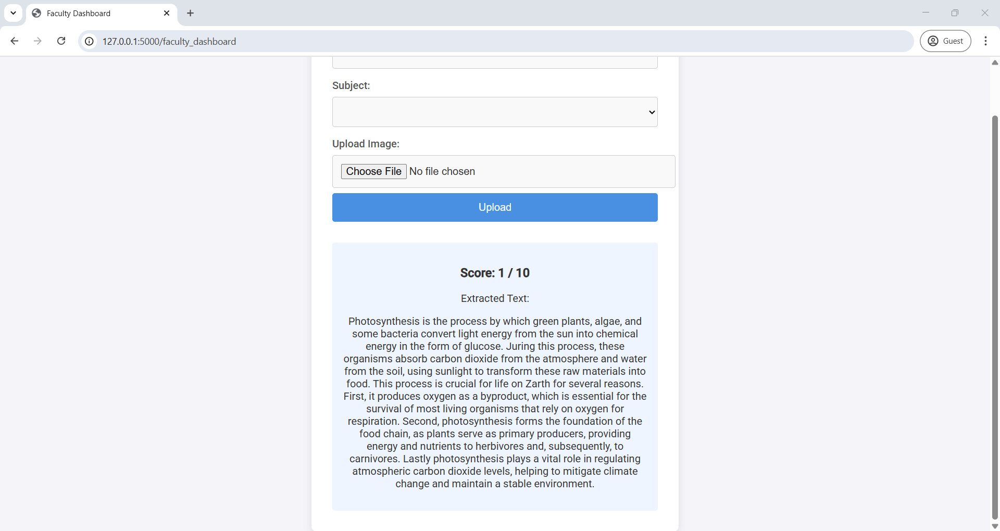 Faculty Dashboard
127.0.0.1:5000/faculty_dashboard
Guest
Subject:
Upload Image:
Choose File No file chosen
Upload
Score: 1 / 10
Extracted Text:
Photosynthesis is the process by which green plants, algae, and
some bacteria convert light energy from the sun into chemical
energy in the form of glucose. Juring this process, these
organisms absorb carbon dioxide from the atmosphere and water
from the soil, using sunlight to transform these raw materials into
food. This process is crucial for life on Zarth for several reasons.
First, it produces oxygen as a byproduct, which is essential for the
survival of most living organisms that rely on oxygen for
respiration. Second, photosynthesis forms the foundation of the
food chain, as plants serve as primary producers, providing
energy and nutrients to herbivores and, subsequently, to
carnivores. Lastly photosynthesis plays a vital role in regulating
atmospheric carbon dioxide levels, helping to mitigate climate
change and maintain a stable environment.